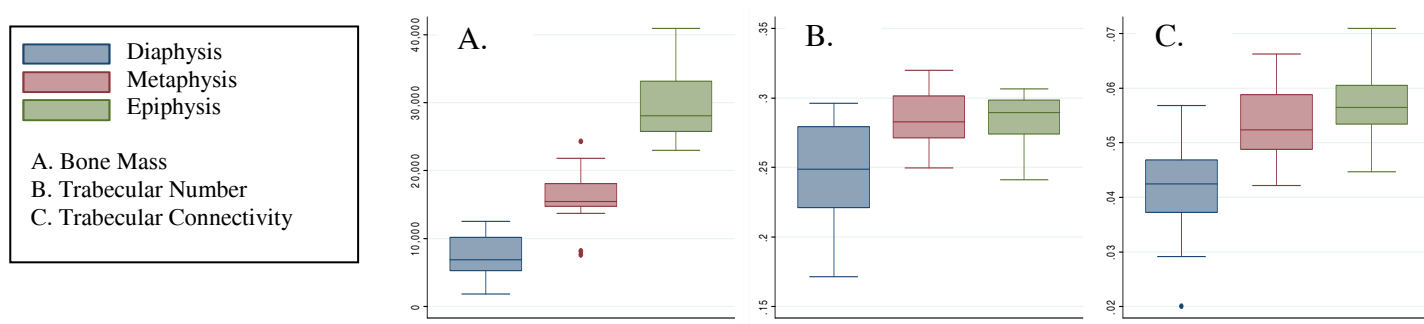 Diaphysis
Metaphysis
Epiphysis
A. Bone Mass
B. Trabecular Number
C. Trabecular Connectivity
A.
40,000
30,000
20,000
10,000
0
B.
.35
.3
.25
.2
.15
C.
.07
.06
.05
.04
.03
.02